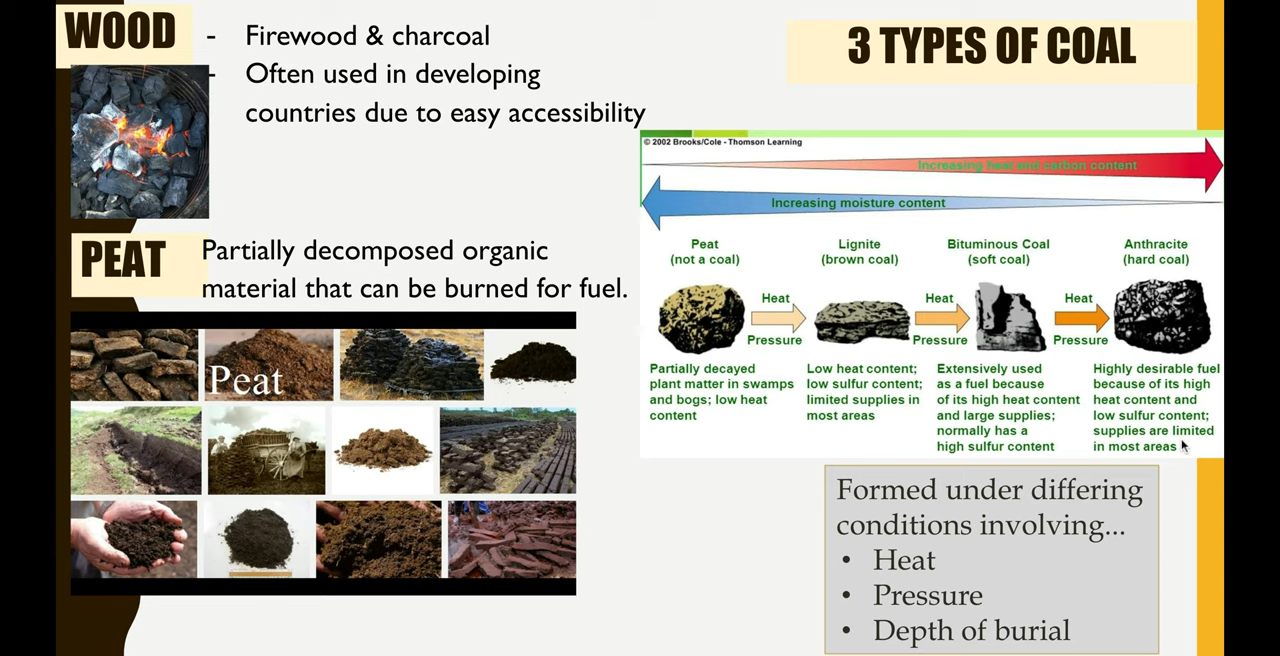 WOOD
- Firewood & charcoal
- Often used in developing
countries due to easy accessibility
PEAT
Partially decomposed organic
material that can be burned for fuel.
Peat
3 TYPES OF COAL
© 2002 Brooks/Cole - Thomson Learning
Increasing heat and carbon content
Increasing moisture content
Peat
(not a coal)
Lignite
(brown coal)
Bituminous Coal
(soft coal)
Anthracite
(hard coal)
Heat
Pressure
Heat
Pressure
Heat
Pressure
Partially decayed
plant matter in swamps
and bogs; low heat
content
Low heat content;
low sulfur content;
limited supplies in
most areas
Extensively used
as a fuel because
of its high heat content
and large supplies;
normally has a
high sulfur content
Highly desirable fuel
because of its high
heat content and
low sulfur content;
supplies are limited
in most areas
Formed under differing
conditions involving...
• Heat
• Pressure
• Depth of burial